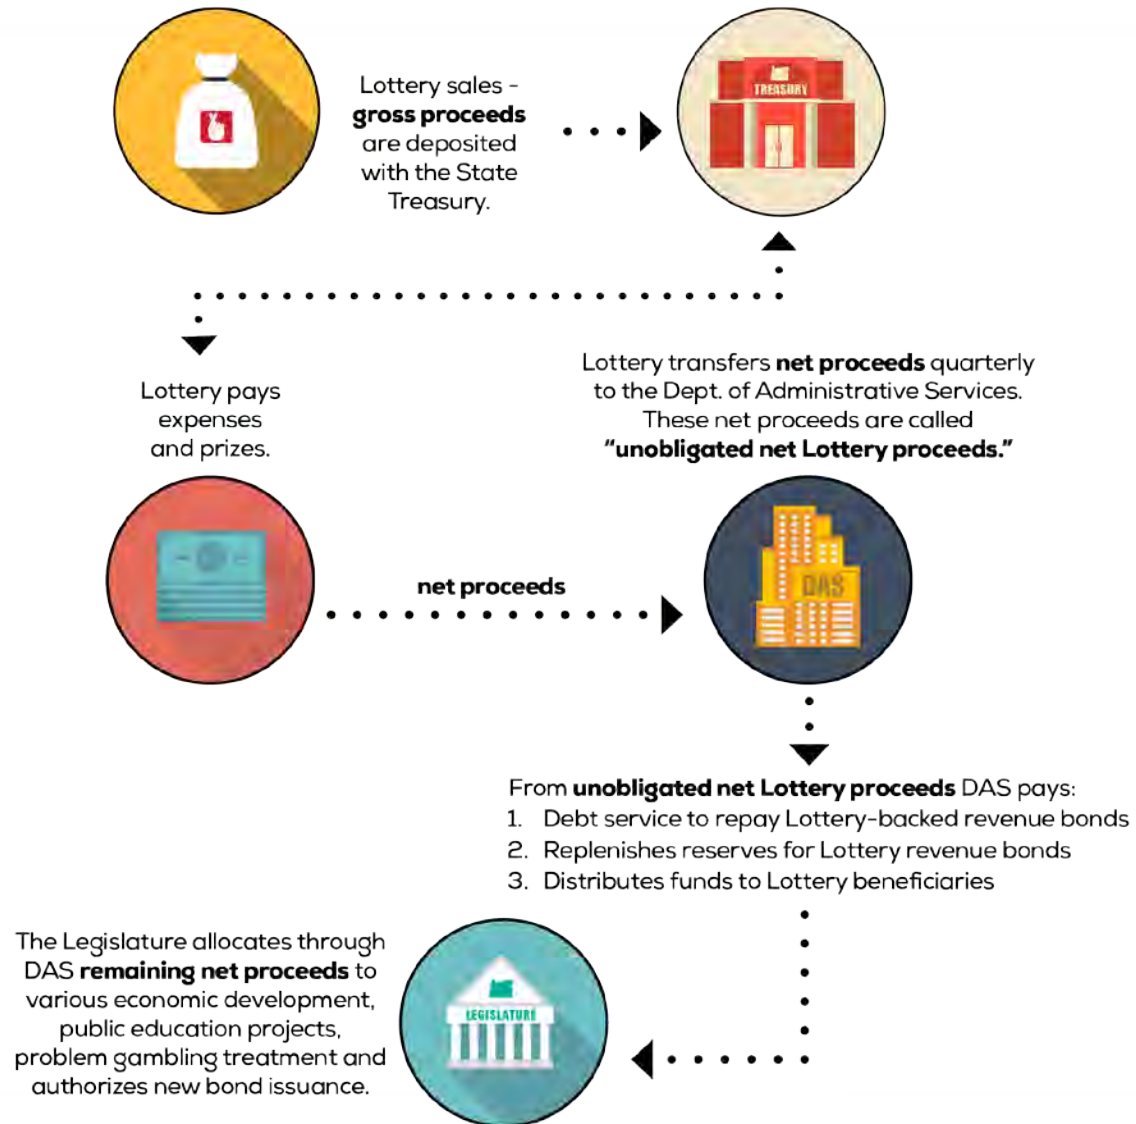 Lottery sales -
gross proceeds
are deposited
with the State
Treasury.
TREASURY
Lottery pays
expenses
and prizes.
Lottery transfers net proceeds quarterly
to the Dept. of Administrative Services.
These net proceeds are called
"unobligated net Lottery proceeds."
net proceeds
DAS
From unobligated net Lottery proceeds DAS pays:
1. Debt service to repay Lottery-backed revenue bonds
2. Replenishes reserves for Lottery revenue bonds
3. Distributes funds to Lottery beneficiaries
The Legislature allocates through
DAS remaining net proceeds to
various economic development,
public education projects,
problem gambling treatment and
authorizes new bond issuance.
LEGISLATURE